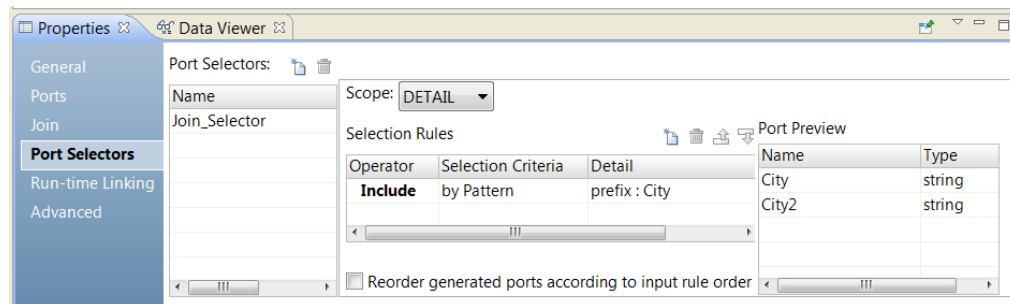 Properties Data Viewer
General
Ports
Join
Port Selectors
Run-time Linking
Advanced
Port Selectors:
Name
Join_Selector
Scope: DETAIL
Selection Rules
Operator Selection Criteria Detail
Include by Pattern prefix : City
Reorder generated ports according to input rule order
Port Preview
Name Type
City string
City2 string